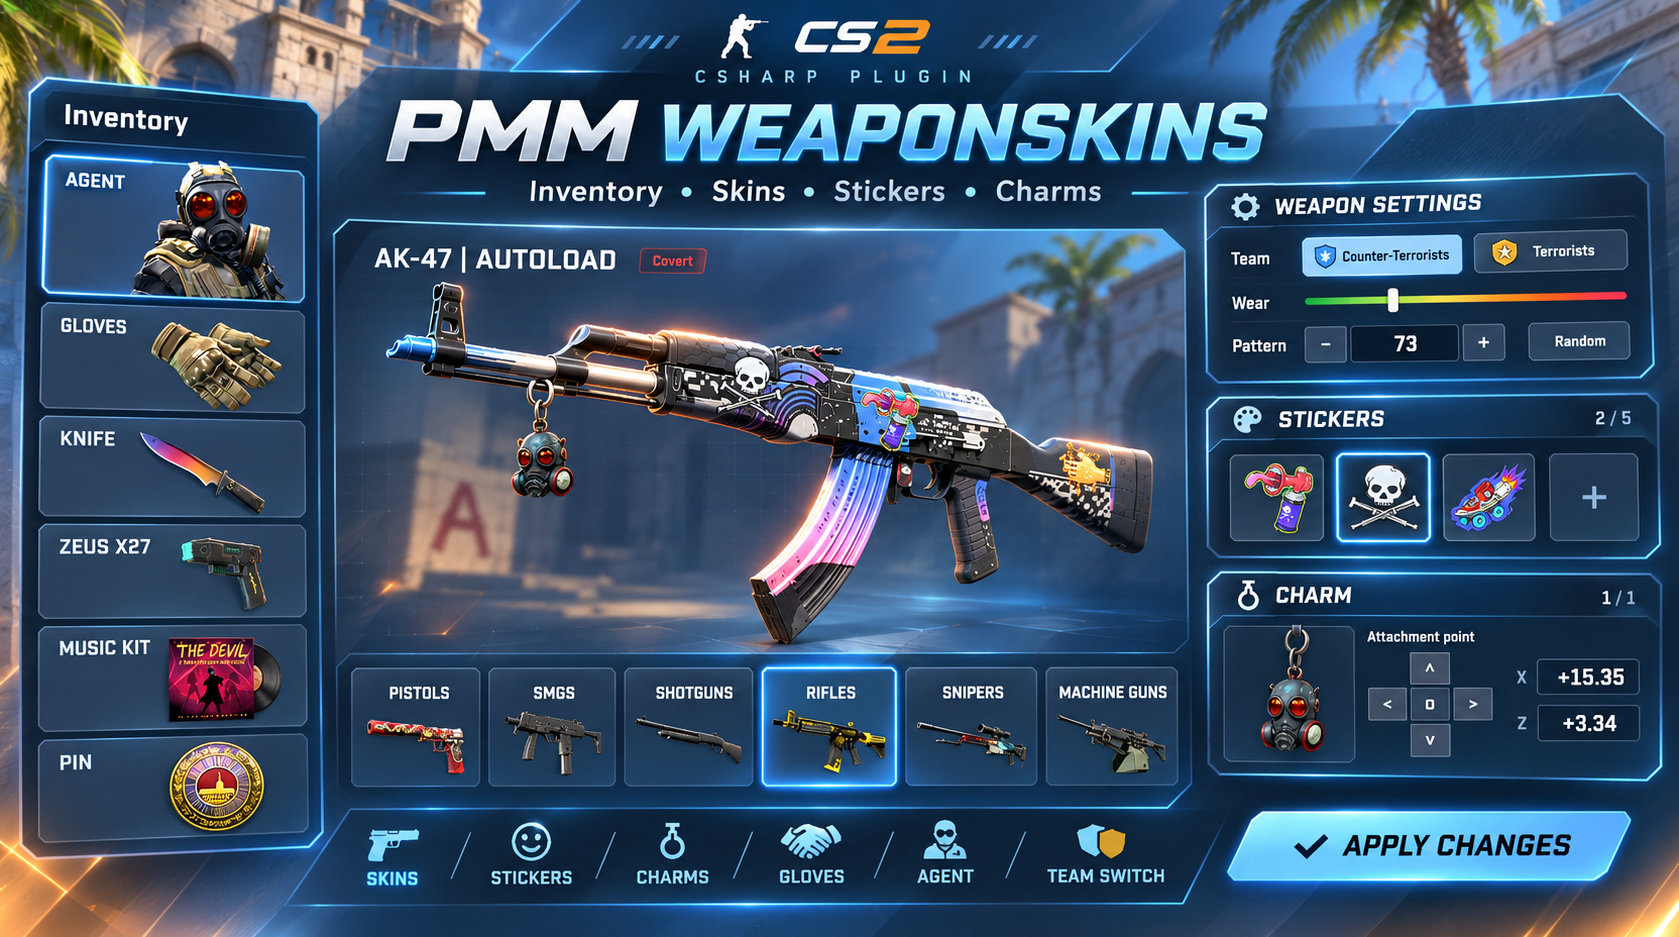 CS2
CSHARP PLUGIN
PMM WEAPONSKINS
Inventory • Skins • Stickers • Charms
Inventory
AGENT
GLOVES
KNIFE
ZEUS X27
MUSIC KIT
THE DEVIL
PIN
AK-47 | AUTOLOAD
Covert
A
PISTOLS
SMGS
SHOTGUNS
RIFLES
SNIPERS
MACHINE GUNS
WEAPON SETTINGS
Team
Counter-Terrorists
Terrorists
Wear
Pattern
-
73
+
Random
STICKERS
2 / 5
+
CHARM
1 / 1
Attachment point
X
+15.35
Z
+3.34
SKINS
STICKERS
CHARMS
GLOVES
AGENT
TEAM SWITCH
APPLY CHANGES